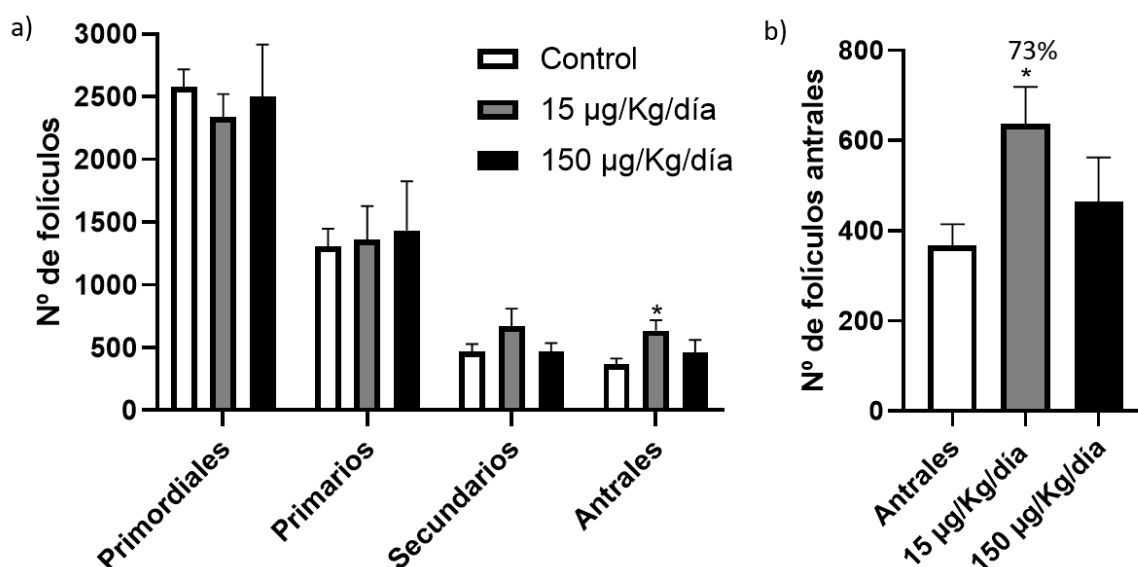 a)
Nº de folículos
3000
2500
2000
1500
1000
500
0
Control
15 µg/Kg/día
150 µg/Kg/día
*
Primordiales
Primarios
Secundarios
Antrales
b)
Nº de folículos antrales
800
600
400
200
0
73%
*
Antrales
15 µg/Kg/día
150 µg/Kg/día